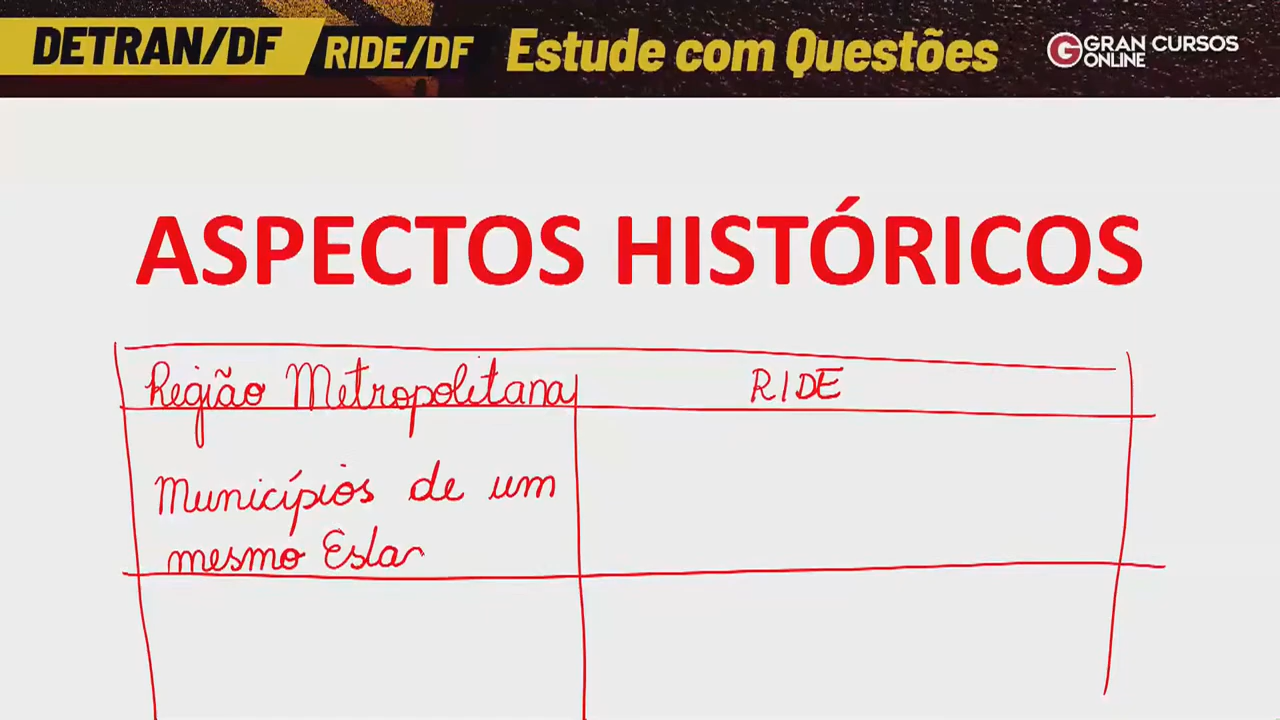 DETRAN/DF RIDE/DF Estude com Questões GRAN CURSOS
ONLINE
ASPECTOS HISTÓRICOS
Região Metropolitana RIDE
Municípios de um
mesmo Esta